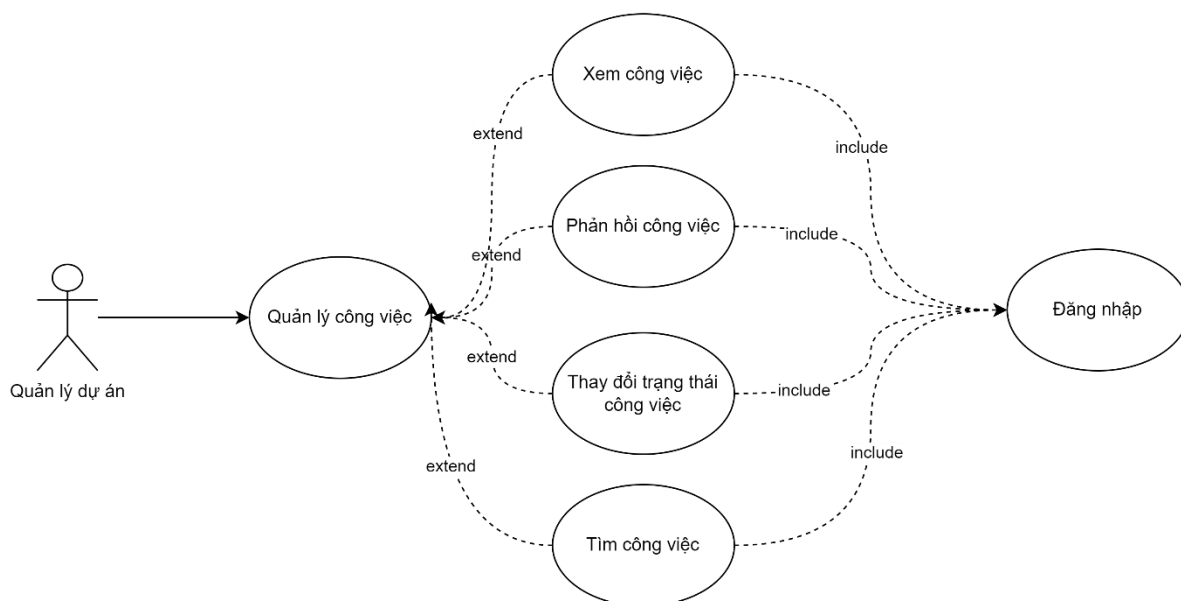 Xem công việc
extend
include
Phản hồi công việc
include
extend
Quản lý công việc
Đăng nhập
extend
Thay đổi trạng thái
công việc
include
Quản lý dự án
include
extend
Tìm công việc